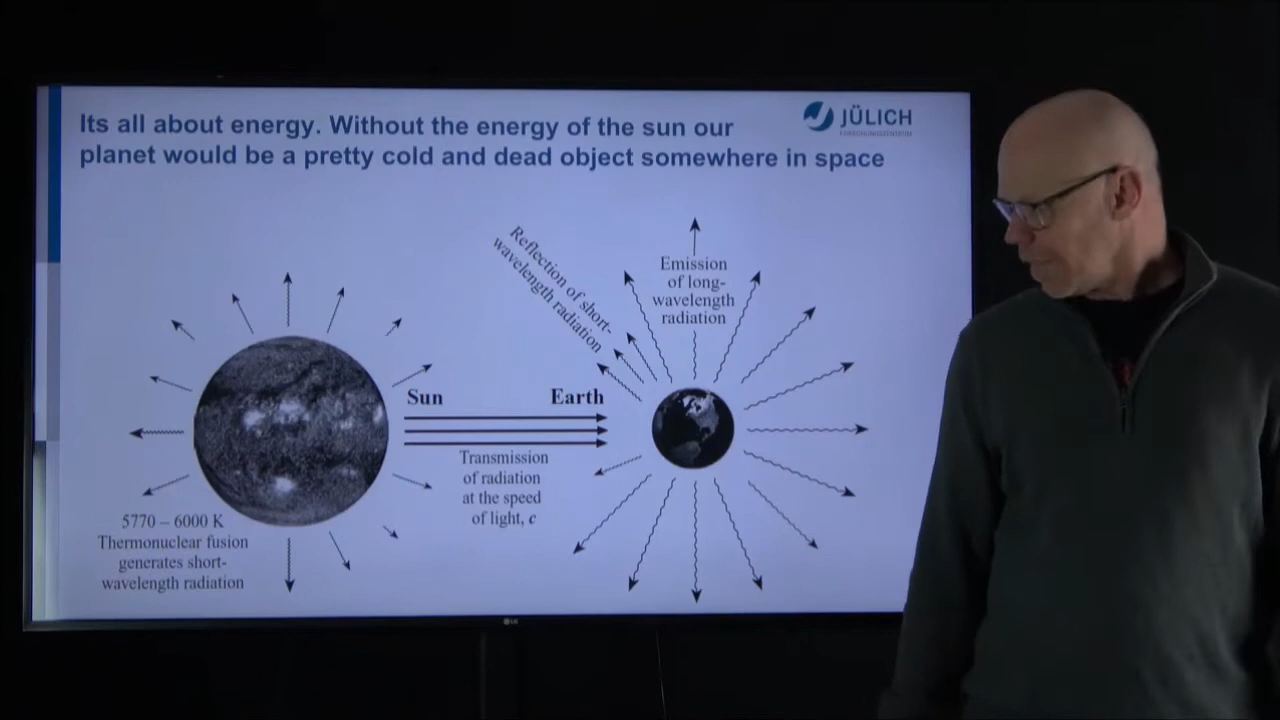 Its all about energy. Without the energy of the sun our
planet would be a pretty cold and dead object somewhere in space
JÜLICH
FORSCHUNGSZENTRUM
Reflection of short-
wavelength radiation
Emission
of long-
wavelength
radiation
Sun
Earth
Transmission
of radiation
at the speed
of light, c
5770 – 6000 K
Thermonuclear fusion
generates short-
wavelength radiation
LG